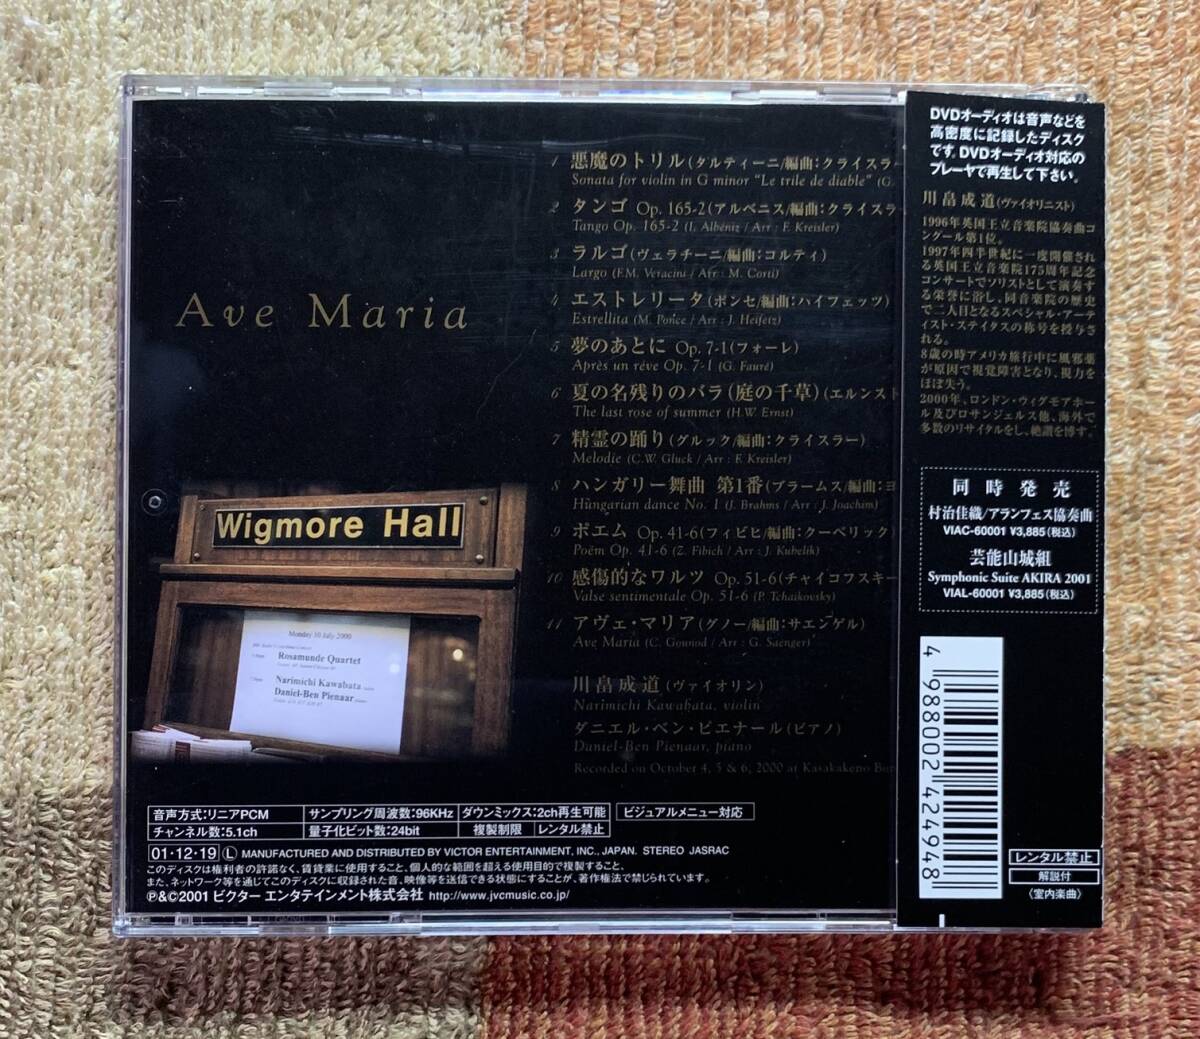 Ave Maria
1 悪魔のトリル(タルティーニ/編曲:クライスラー
Sonata for violin in G minor "Le trile de diable" (G.
2 タンゴ Op. 165-2(アルベニス/編曲:クライスラ
Tango Op. 165-2 (I. Albéniz / Arr : F. Kreisler)
3 ラルゴ(ヴェラチーニ/編曲:コルティ)
Largo (F.M. Veracini / Arr : M. Corti)
4 エストレリータ(ポンセ/編曲:ハイフェッツ)
Estrellita (M. Ponce / Arr : J. Heifetz)
5 夢のあとに Op. 7-1(フォーレ)
Après un rêve Op. 7-1 (G. Fauré)
6 夏の名残りのバラ(庭の千草)(エルンスト
The last rose of summer (H.W. Ernst)
7 精霊の踊り(グルック/編曲:クライスラー)
Melodie (C.W. Gluck / Arr : F. Kreisler)
8 ハンガリー舞曲 第1番(ブラームス/編曲:ヨ
Hungarian dance No. 1 (J. Brahms / Arr : J. Joachim)
9 ポエム Op. 41-6(フィビヒ/編曲:クーベリック)
Poëm Op. 41-6 (Z. Fibich / Arr : J. Kubelik)
10 感傷的なワルツ Op. 51-6(チャイコフスキー
Valse sentimentale Op. 51-6 (P. Tchaikovsky)
11 アヴェ・マリア(グノー/編曲:サエンゲル)
Ave Maria (C. Gounod / Arr : G. Saenger)
川畠成道(ヴァイオリン)
Narimichi Kawabata, violin
ダニエル・ベン・ピエナール(ピアノ)
Daniel-Ben Pienaar, piano
Recorded on October 4, 5 & 6, 2000 at Kasakakeno Bun
Wigmore Hall
Monday 10 July 2000
Rosamunde Quartet
Narimichi Kawabata
Daniel-Ben Pienaar piano
音声方式:リニアPCM サンプリング周波数:96KHz ダウンミックス:2ch再生可能 ビジュアルメニュー対応
チャンネル数:5.1ch 量子化ビット数:24bit 複製制限 レンタル禁止
01・12・19 Ⓛ MANUFACTURED AND DISTRIBUTED BY VICTOR ENTERTAINMENT, INC., JAPAN. STEREO JASRAC
このディスクは権利者の許諾なく、賃貸業に使用すること、個人的な範囲を超える使用目的で複製すること、
また、ネットワーク等を通じてこのディスクに収録された音、映像等を送信できる状態にすることが、著作権法で禁じられています。
℗&©2001 ビクター エンタテインメント株式会社 http://www.jvcmusic.co.jp/
DVDオーディオは音声などを
高密度に記録したディスク
です。DVDオーディオ対応の
プレーヤで再生して下さい。
川畠成道(ヴァイオリニスト)
1996年英国王立音楽院協奏曲コ
ンクール第1位。
1997年四半世紀に一度開催され
る英国王立音楽院175周年記念
コンサートでソリストとして演奏す
る栄誉に浴し、同音楽院の歴史
で二人目となるスペシャル・アーテ
ィスト・ステイタスの称号を授与さ
れる。
8歳の時アメリカ旅行中に風邪薬
が原因で視覚障害となり、視力を
ほぼ失う。
2000年、ロンドン・ウィグモアホー
ル及びロサンジェルス他、海外で
多数のリサイタルをし、絶讃を博す。
同時発売
村治佳織/アランフェス協奏曲
VIAC-60001 ¥3,885(税込)
芸能山城組
Symphonic Suite AKIRA 2001
VIAL-60001 ¥3,885(税込)
4 988002 424948
レンタル禁止
解説付
〈室内楽曲〉